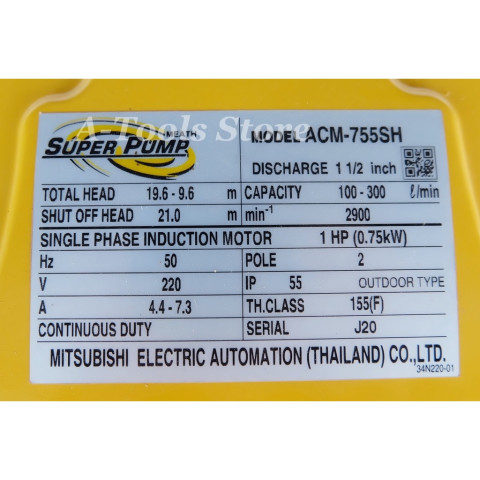 A-Tools Store
MEATH
SUPER PUMP
MODEL ACM-755SH
DISCHARGE 1 1/2 inch
TOTAL HEAD 19.6 - 9.6 m CAPACITY 100 - 300 ℓ/min
SHUT OFF HEAD 21.0 m min⁻¹ 2900
SINGLE PHASE INDUCTION MOTOR 1 HP (0.75kW)
Hz 50 POLE 2
V 220 IP 55 OUTDOOR TYPE
A 4.4 - 7.3 TH.CLASS 155(F)
CONTINUOUS DUTY SERIAL J20
MITSUBISHI ELECTRIC AUTOMATION (THAILAND) CO.,LTD.
34N220-01